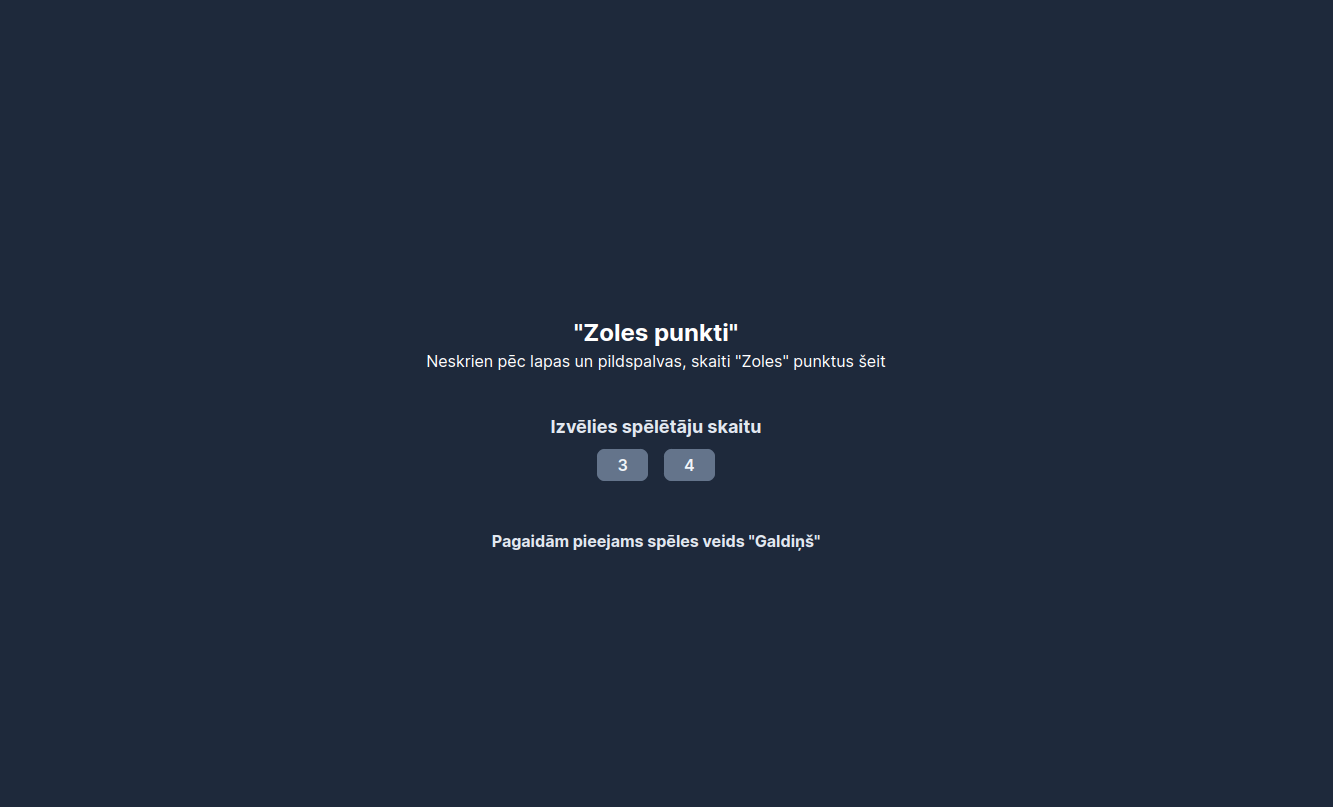 "Zoles punkti"
Neskrien pēc lapas un pildspalvas, skaiti "Zoles" punktus šeit
Izvēlies spēlētāju skaitu
3 4
Pagaidām pieejams spēles veids "Galdiņš"